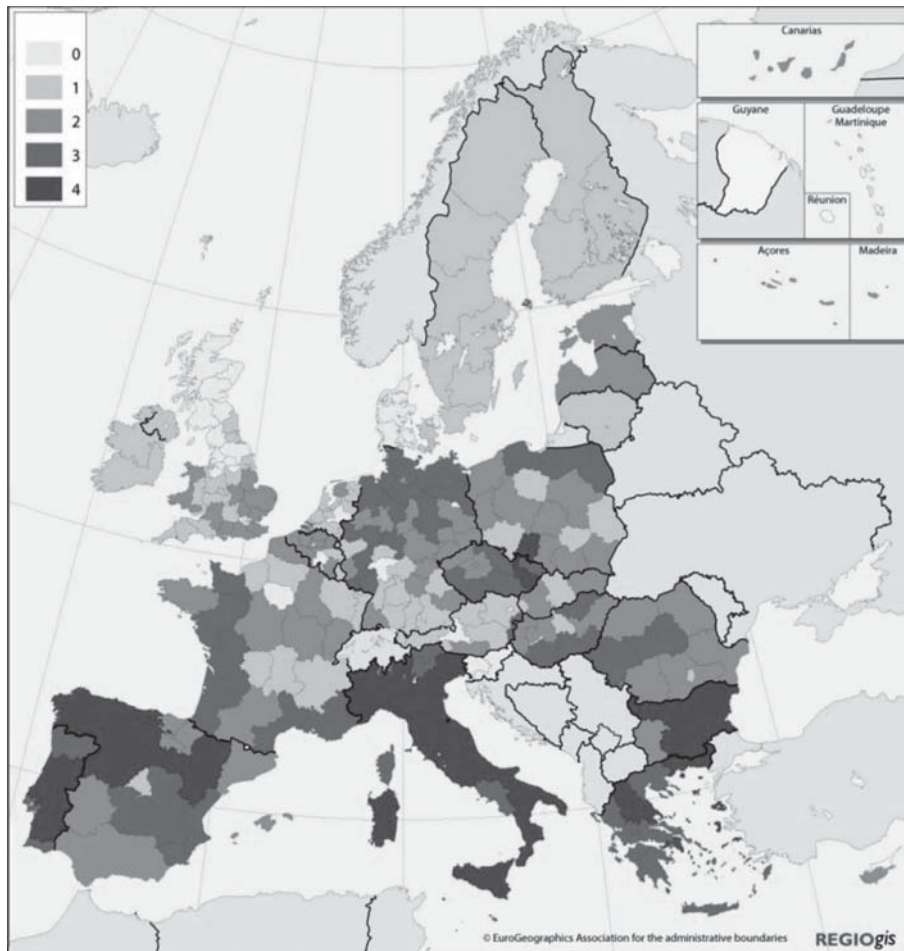 0
1
2
3
4
Canarias
Guyane
Guadeloupe
Martinique
Réunion
Açores
Madeira
© EuroGeographics Association for the administrative boundaries
REGIOgis